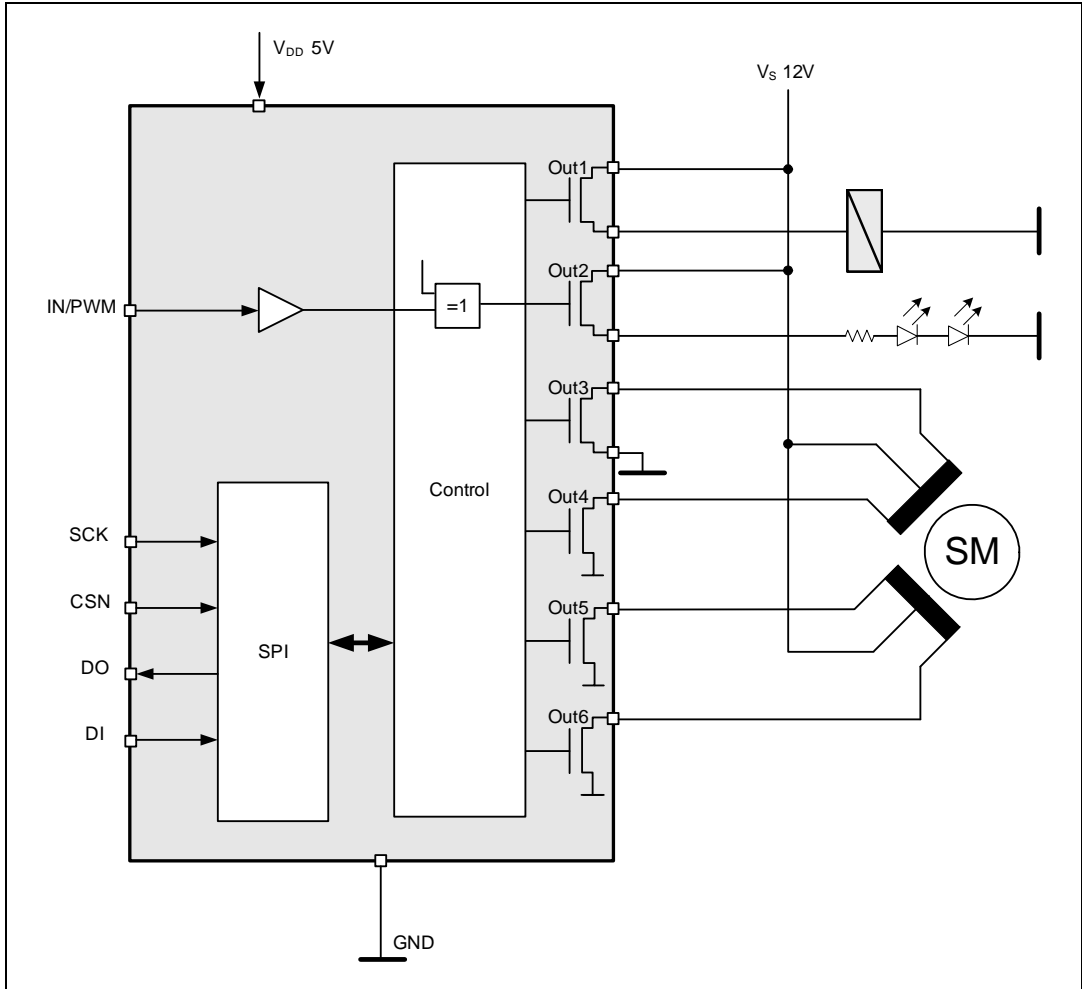 V_DD 5V
V_S 12V
Out1
Out2
IN/PWM
=1
Out3
Control
Out4
SCK
SM
CSN
Out5
SPI
DO
Out6
DI
GND